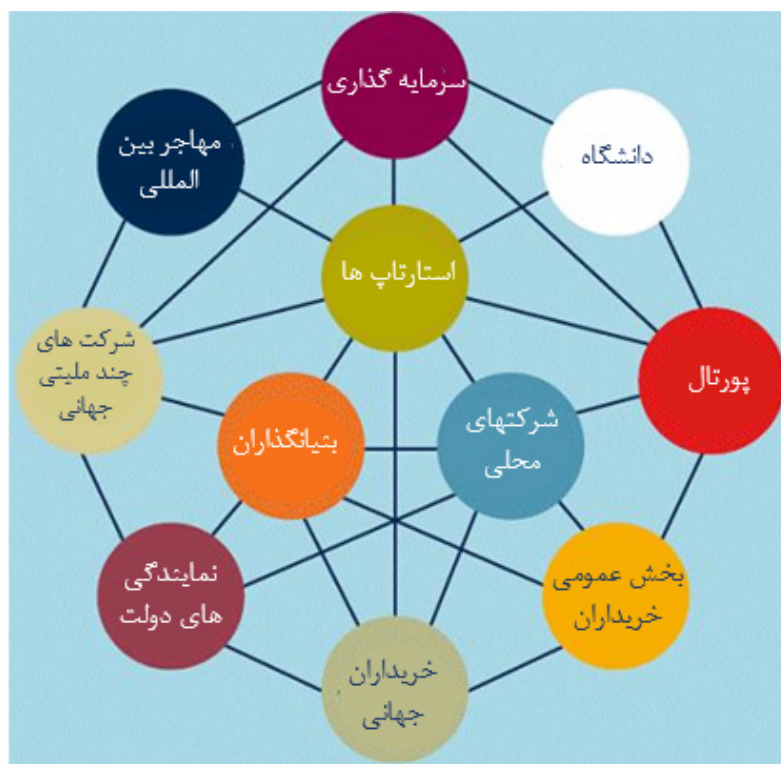 سرمایه گذاری
مهاجر بین
المللی
دانشگاه
استارتاپ ها
شرکت های
چند ملیتی
جهانی
پورتال
بنیانگذاران
شرکتهای
محلی
نمایندگی
های دولت
بخش عمومی
خریداران
خریداران
جهانی